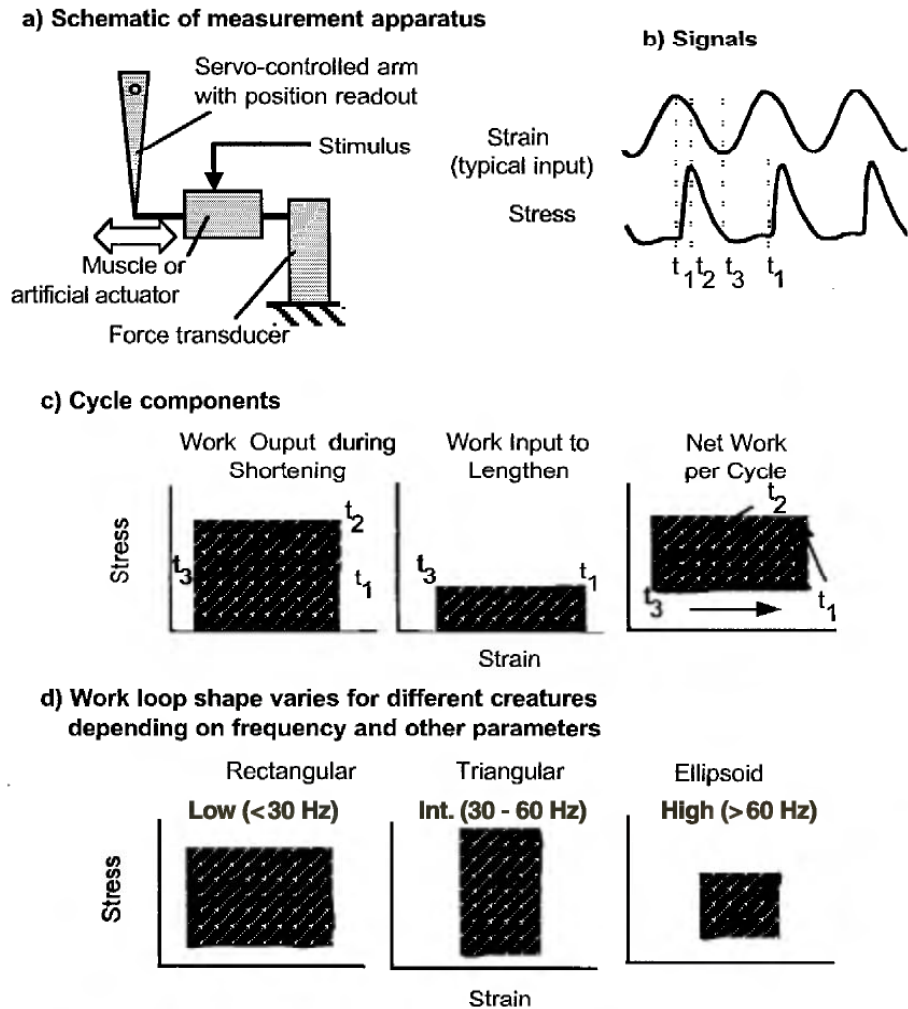 a) Schematic of measurement apparatus
Servo-controlled arm
with position readout
Stimulus
Muscle or
artificial actuator
Force transducer
b) Signals
Strain
(typical input)
Stress
t1 t2 t3 t1
c) Cycle components
Work Ouput during
Shortening
Work Input to
Lengthen
Net Work
per Cycle
Stress
t3
t2
t1
t3
t1
t2
t3
t1
Strain
d) Work loop shape varies for different creatures
depending on frequency and other parameters
Rectangular
Low (<30 Hz)
Triangular
Int. (30 - 60 Hz)
Ellipsoid
High (>60 Hz)
Stress
Strain